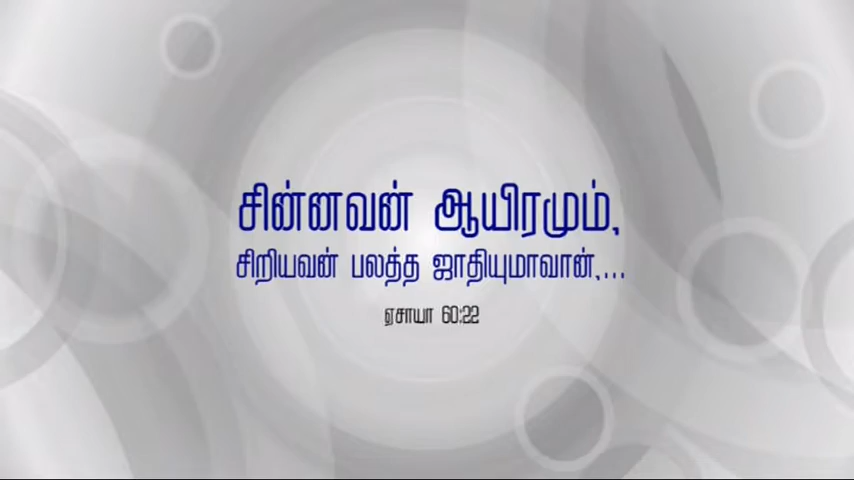 சின்னவன் ஆயிரமும்,
சிறியவன் பலத்த ஜாதியுமாவான்,...
ஏசாயா 60:22